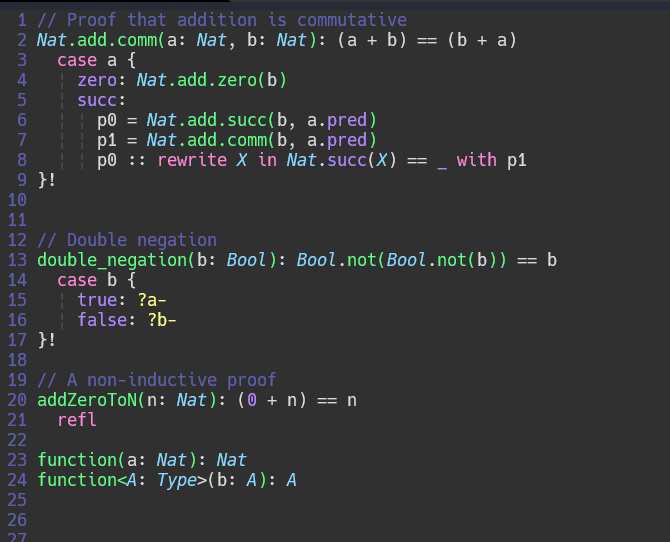 1 // Proof that addition is commutative
2 Nat.add.comm(a: Nat, b: Nat): (a + b) == (b + a)
3   case a {
4     zero: Nat.add.zero(b)
5     succ:
6       p0 = Nat.add.succ(b, a.pred)
7       p1 = Nat.add.comm(b, a.pred)
8       p0 :: rewrite X in Nat.succ(X) == _ with p1
9 }!
10
11
12 // Double negation
13 double_negation(b: Bool): Bool.not(Bool.not(b)) == b
14   case b {
15     true: ?a-
16     false: ?b-
17 }!
18
19 // A non-inductive proof
20 addZeroToN(n: Nat): (0 + n) == n
21   refl
22
23 function(a: Nat): Nat
24 function<A: Type>(b: A): A
25
26
27